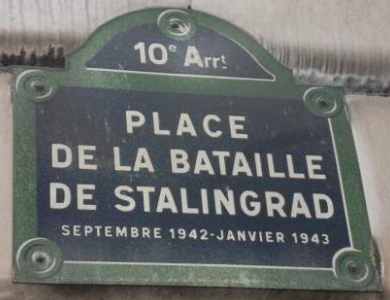 10e Arrt
PLACE
DE LA BATAILLE
DE STALINGRAD
SEPTEMBRE 1942-JANVIER 1943